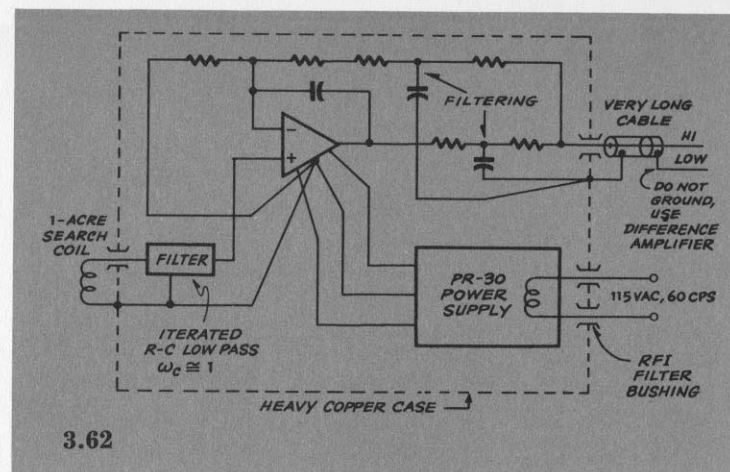 FILTERING
VERY LONG
CABLE
HI
LOW
DO NOT
GROUND,
USE
DIFFERENCE
AMPLIFIER
−
+
1-ACRE
SEARCH
COIL
FILTER
ITERATED
R-C LOW PASS
ω_c ≅ 1
PR-30
POWER
SUPPLY
115 VAC, 60 CPS
RFI
FILTER
BUSHING
HEAVY COPPER CASE
3.62